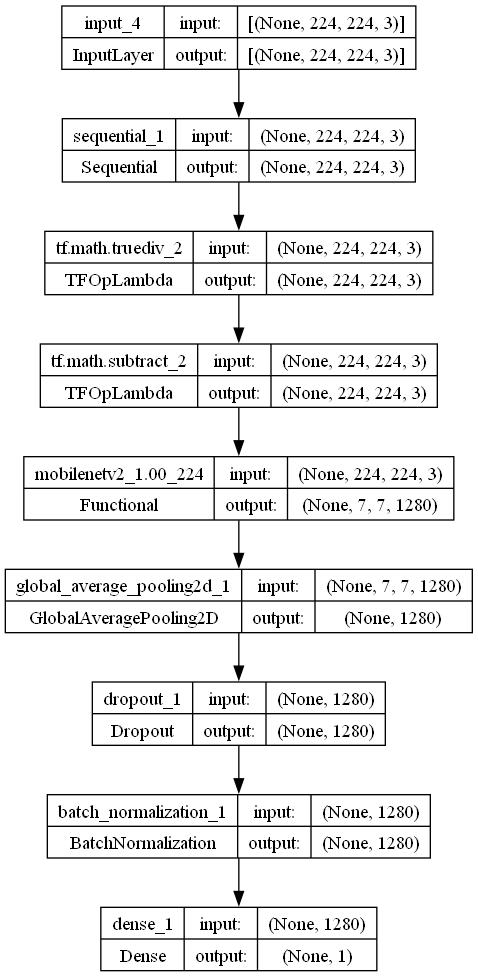 input_4 input: [(None, 224, 224, 3)]
InputLayer output: [(None, 224, 224, 3)]
sequential_1 input: (None, 224, 224, 3)
Sequential output: (None, 224, 224, 3)
tf.math.truediv_2 input: (None, 224, 224, 3)
TFOpLambda output: (None, 224, 224, 3)
tf.math.subtract_2 input: (None, 224, 224, 3)
TFOpLambda output: (None, 224, 224, 3)
mobilenetv2_1.00_224 input: (None, 224, 224, 3)
Functional output: (None, 7, 7, 1280)
global_average_pooling2d_1 input: (None, 7, 7, 1280)
GlobalAveragePooling2D output: (None, 1280)
dropout_1 input: (None, 1280)
Dropout output: (None, 1280)
batch_normalization_1 input: (None, 1280)
BatchNormalization output: (None, 1280)
dense_1 input: (None, 1280)
Dense output: (None, 1)